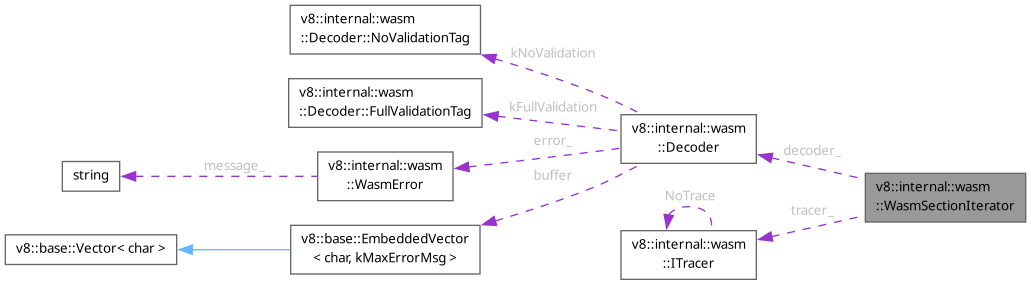 v8::internal::wasm
::Decoder::NoValidationTag
kNoValidation
v8::internal::wasm
::Decoder::FullValidationTag
kFullValidation
v8::internal::wasm
::Decoder
error_
decoder_
message_
string
v8::internal::wasm
::WasmError
buffer
v8::internal::wasm
::WasmSectionIterator
NoTrace
tracer_
v8::base::Vector< char >
v8::base::EmbeddedVector
< char, kMaxErrorMsg >
v8::internal::wasm
::ITracer